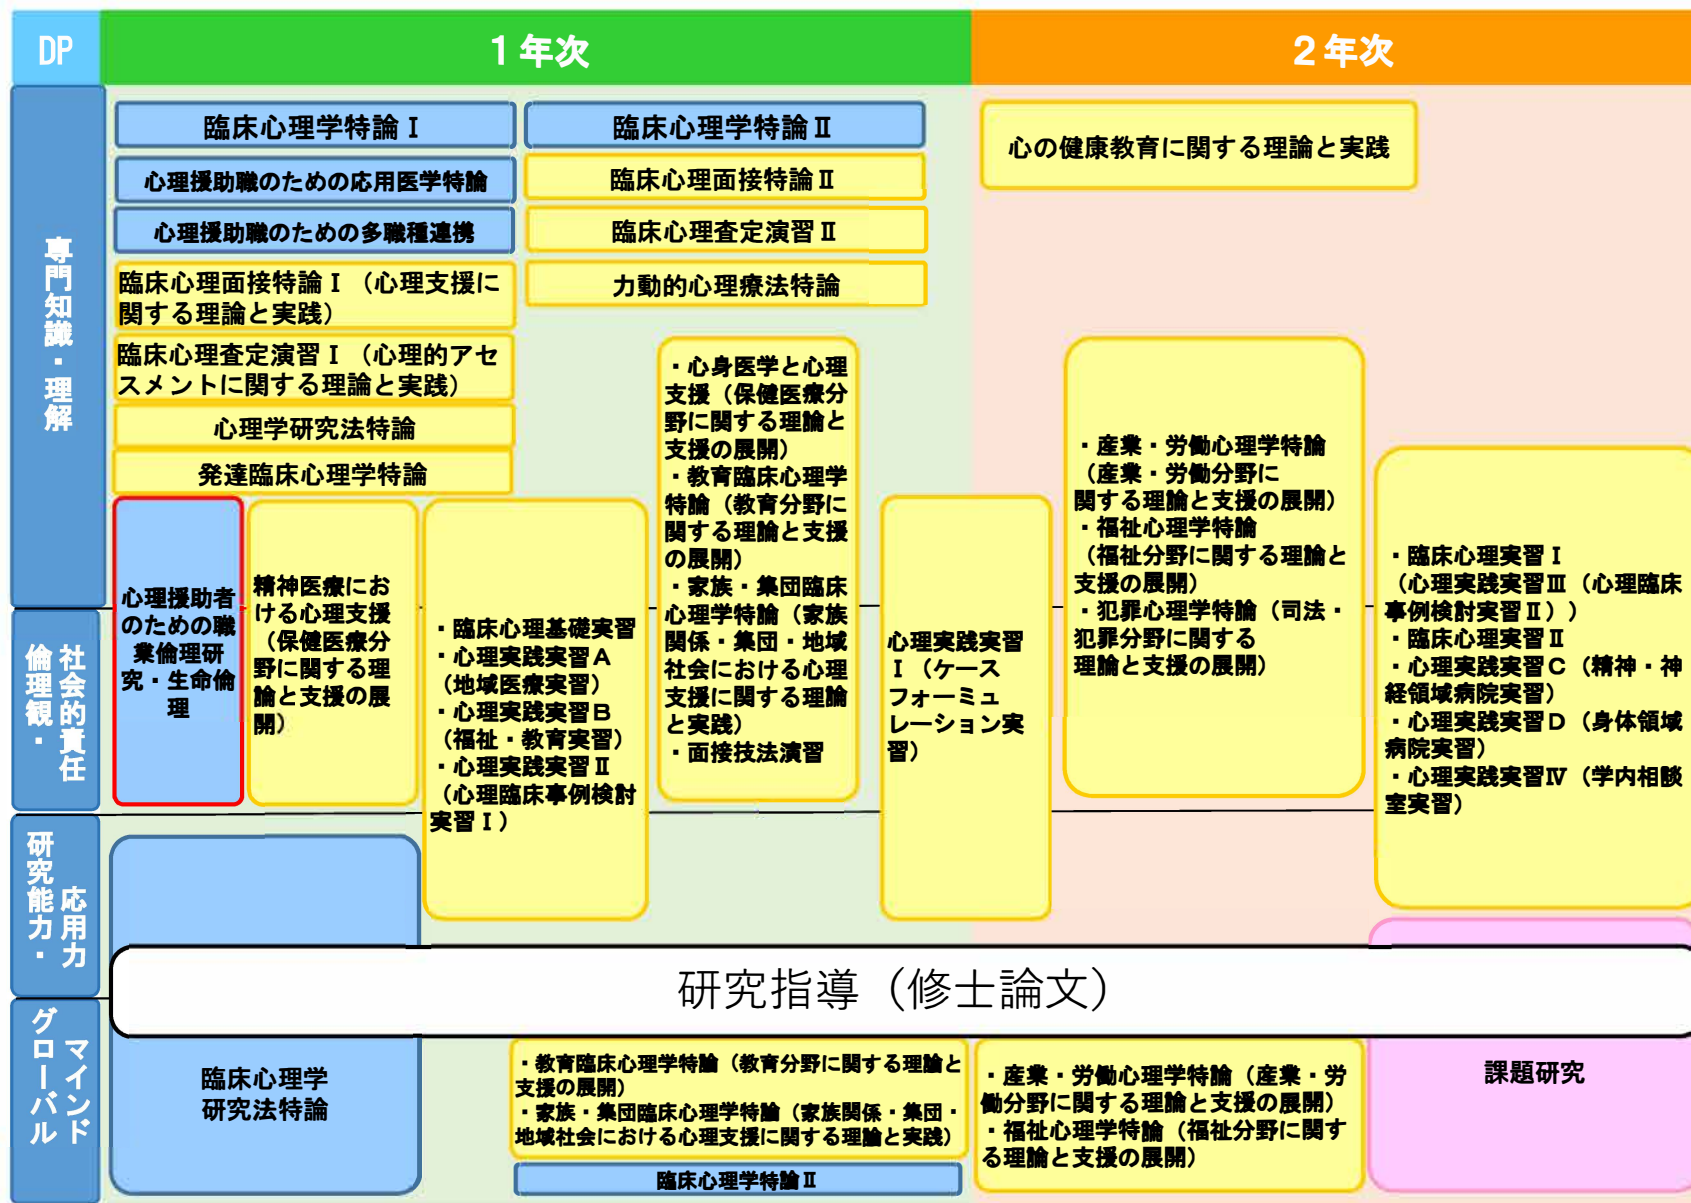 DP
1年次
2年次
専門知識・理解
社会的責任
倫理観・
応用力
研究能力・
マインド
グローバル
臨床心理学特論Ⅰ
心理援助職のための応用医学特論
心理援助職のための多職種連携
臨床心理面接特論Ⅰ（心理支援に
関する理論と実践）
臨床心理査定演習Ⅰ（心理的アセ
スメントに関する理論と実践）
心理学研究法特論
発達臨床心理学特論
臨床心理学特論Ⅱ
臨床心理面接特論Ⅱ
臨床心理査定演習Ⅱ
力動的心理療法特論
心の健康教育に関する理論と実践
心理援助者
のための職
業倫理研
究・生命倫
理
精神医療にお
ける心理支援
（保健医療分
野に関する理
論と支援の展
開）
・臨床心理基礎実習
・心理実践実習A
（地域医療実習）
・心理実践実習B
（福祉・教育実習）
・心理実践実習Ⅱ
（心理臨床事例検討
実習Ⅰ）
・心身医学と心理
支援（保健医療分
野に関する理論と
支援の展開）
・教育臨床心理学
特論（教育分野に
関する理論と支援
の展開）
・家族・集団臨床
心理学特論（家族
関係・集団・地域
社会における心理
支援に関する理論
と実践）
・面接技法演習
心理実践実習
Ⅰ（ケース
フォーミュ
レーション実
習）
・産業・労働心理学特論
（産業・労働分野に
関する理論と支援の展開）
・福祉心理学特論
（福祉分野に関する理論と
支援の展開）
・犯罪心理学特論（司法・
犯罪分野に関する
理論と支援の展開）
・臨床心理実習Ⅰ
（心理実践実習Ⅲ（心理臨床
事例検討実習Ⅱ））
・臨床心理実習Ⅱ
・心理実践実習C（精神・神
経領域病院実習）
・心理実践実習D（身体領域
病院実習）
・心理実践実習Ⅳ（学内相談
室実習）
研究指導（修士論文）
臨床心理学
研究法特論
・教育臨床心理学特論（教育分野に関する理論と
支援の展開）
・家族・集団臨床心理学特論（家族関係・集団・
地域社会における心理支援に関する理論と実践）
臨床心理学特論Ⅱ
・産業・労働心理学特論（産業・労
働分野に関する理論と支援の展開）
・福祉心理学特論（福祉分野に関す
る理論と支援の展開）
課題研究